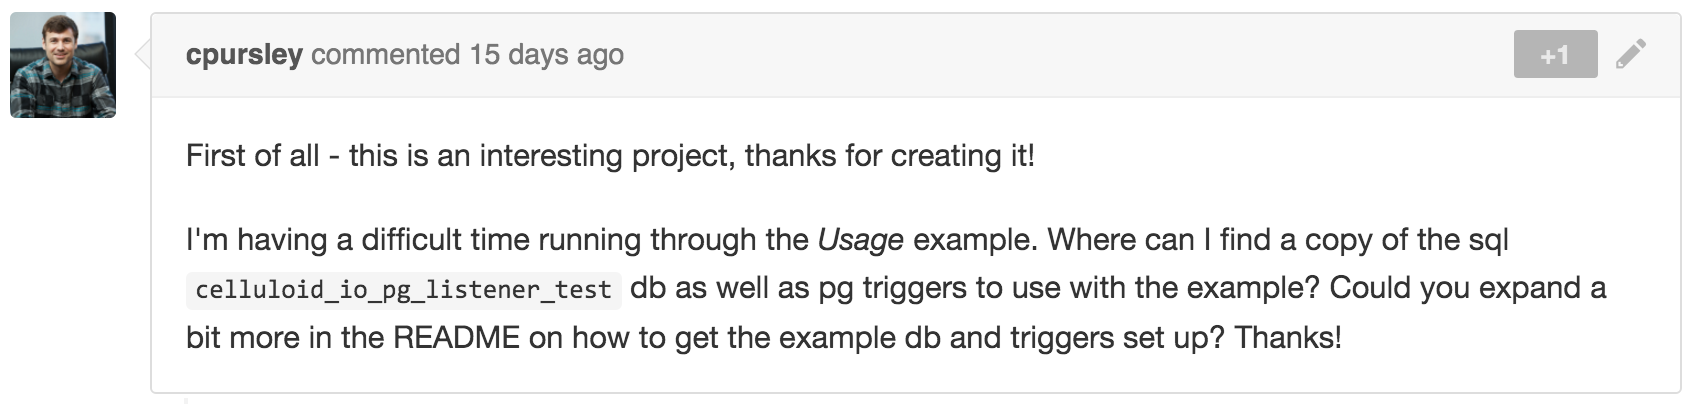 cpursley commented 15 days ago
+1
First of all - this is an interesting project, thanks for creating it!
I'm having a difficult time running through the Usage example. Where can I find a copy of the sql
celluloid_io_pg_listener_test db as well as pg triggers to use with the example? Could you expand a
bit more in the README on how to get the example db and triggers set up? Thanks!